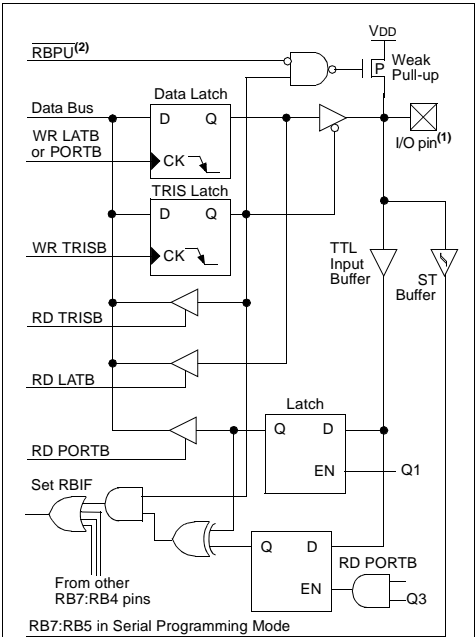 VDD
RBPU(2)
P
Weak
Pull-up
Data Latch
Data Bus
D Q
I/O pin(1)
WR LATB
or PORTB
CK
TRIS Latch
D Q
WR TRISB
CK
TTL
Input
Buffer
ST
Buffer
RD TRISB
RD LATB
Latch
Q D
RD PORTB
EN
Q1
Set RBIF
Q D
RD PORTB
EN
Q3
From other
RB7:RB4 pins
RB7:RB5 in Serial Programming Mode